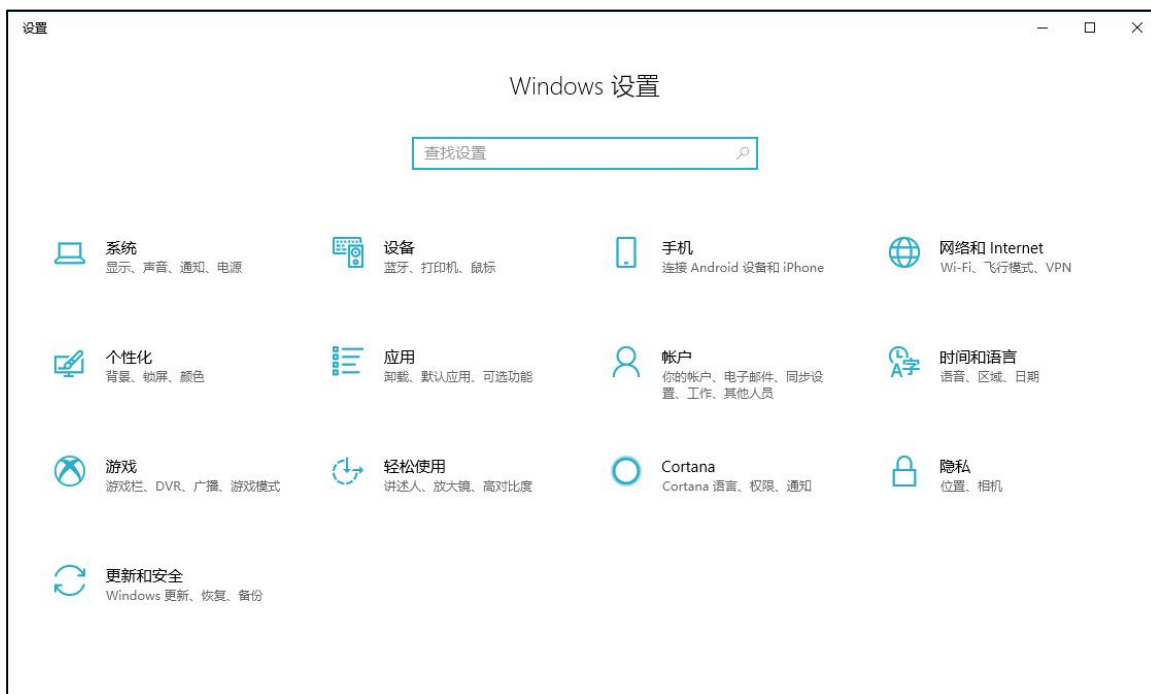 设置
Windows 设置
查找设置
系统
显示、声音、通知、电源
设备
蓝牙、打印机、鼠标
手机
连接 Android 设备和 iPhone
网络和 Internet
Wi-Fi、飞行模式、VPN
个性化
背景、锁屏、颜色
应用
卸载、默认应用、可选功能
帐户
你的帐户、电子邮件、同步设
置、工作、其他人员
时间和语言
语音、区域、日期
游戏
游戏栏、DVR、广播、游戏模式
轻松使用
讲述人、放大镜、高对比度
Cortana
Cortana 语言、权限、通知
隐私
位置、相机
更新和安全
Windows 更新、恢复、备份